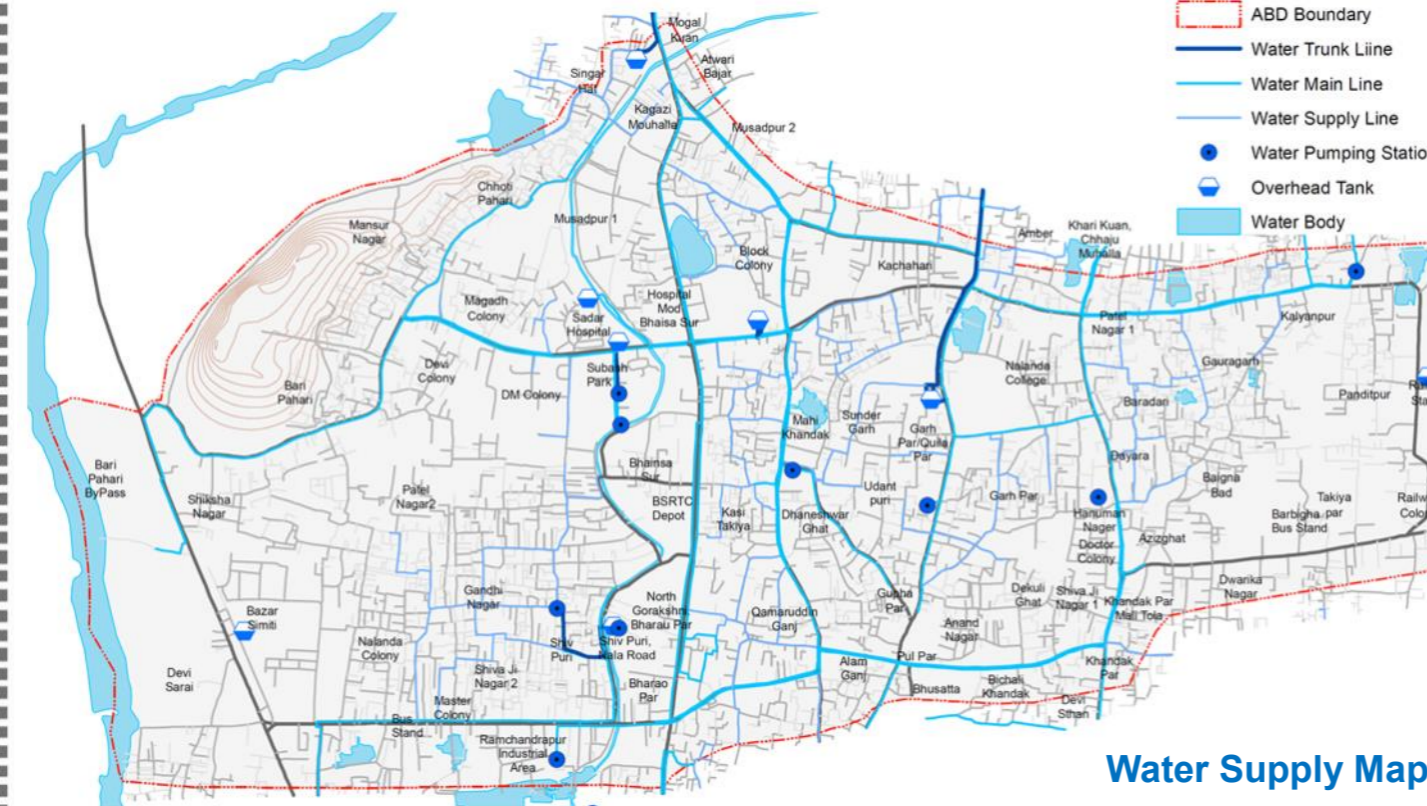 ABD Boundary
Water Trunk Liine
Water Main Line
Water Supply Line
Water Pumping Statio
Overhead Tank
Water Body
Mogal
Kuan
Atwari
Bajar
Singar
Hat
Kagazi
Mouhalla
Musadpur 2
Chhoti
Pahari
Mansur
Nagar
Musadpur 1
Block
Colony
Kachahari
Amber
Khari Kuan,
Chhaju
Muhalla
Magadh
Colony
Sadar
Hospital
Hospital
Mod
Bhaisa Sur
Patel
Nagar 1
Kalyanpur
Devi
Colony
Subash
Park
DM Colony
Bari
Pahari
Nalanda
College
Gauragarh
Baradari
Panditpur
Mahi
Khandak
Sunder
Garh
Garh
Par/Quila
Par
Bari
Pahari
ByPass
Shiksha
Nagar
Patel
Nagar2
Bhainsa
Sur
BSRTC
Depot
Kasi
Takiya
Dhaneshwar
Ghat
Udant
puri
Garh Par
Dayara
Baigna
Bad
Hanuman
Nager
Doctor
Colony
Azizghat
Barbigha
Bus Stand
Takiya
par
Railw
Colo
Bazar
Simiti
Gandhi
Nagar
Nalanda
Colony
Shiv
Puri
North
Gorakshni,
Bharau Par
Shiv Puri,
Nala Road
Qamaruddin
Ganj
Gupha
Par
Anand
Nagar
Dekuli
Ghat
Shiva Ji
Nagar 1
Khandak Par
Mali Tola
Dwarika
Nagar
Devi
Sarai
Shiva Ji
Nagar 2
Master
Colony
Bus
Stand
Bharao
Par
Alam
Ganj
Pul Par
Bhusatta
Bichali
Khandak
Khandak
Par
Devi
Sthan
Ramchandrapur
Industrial
Area
Water Supply Map